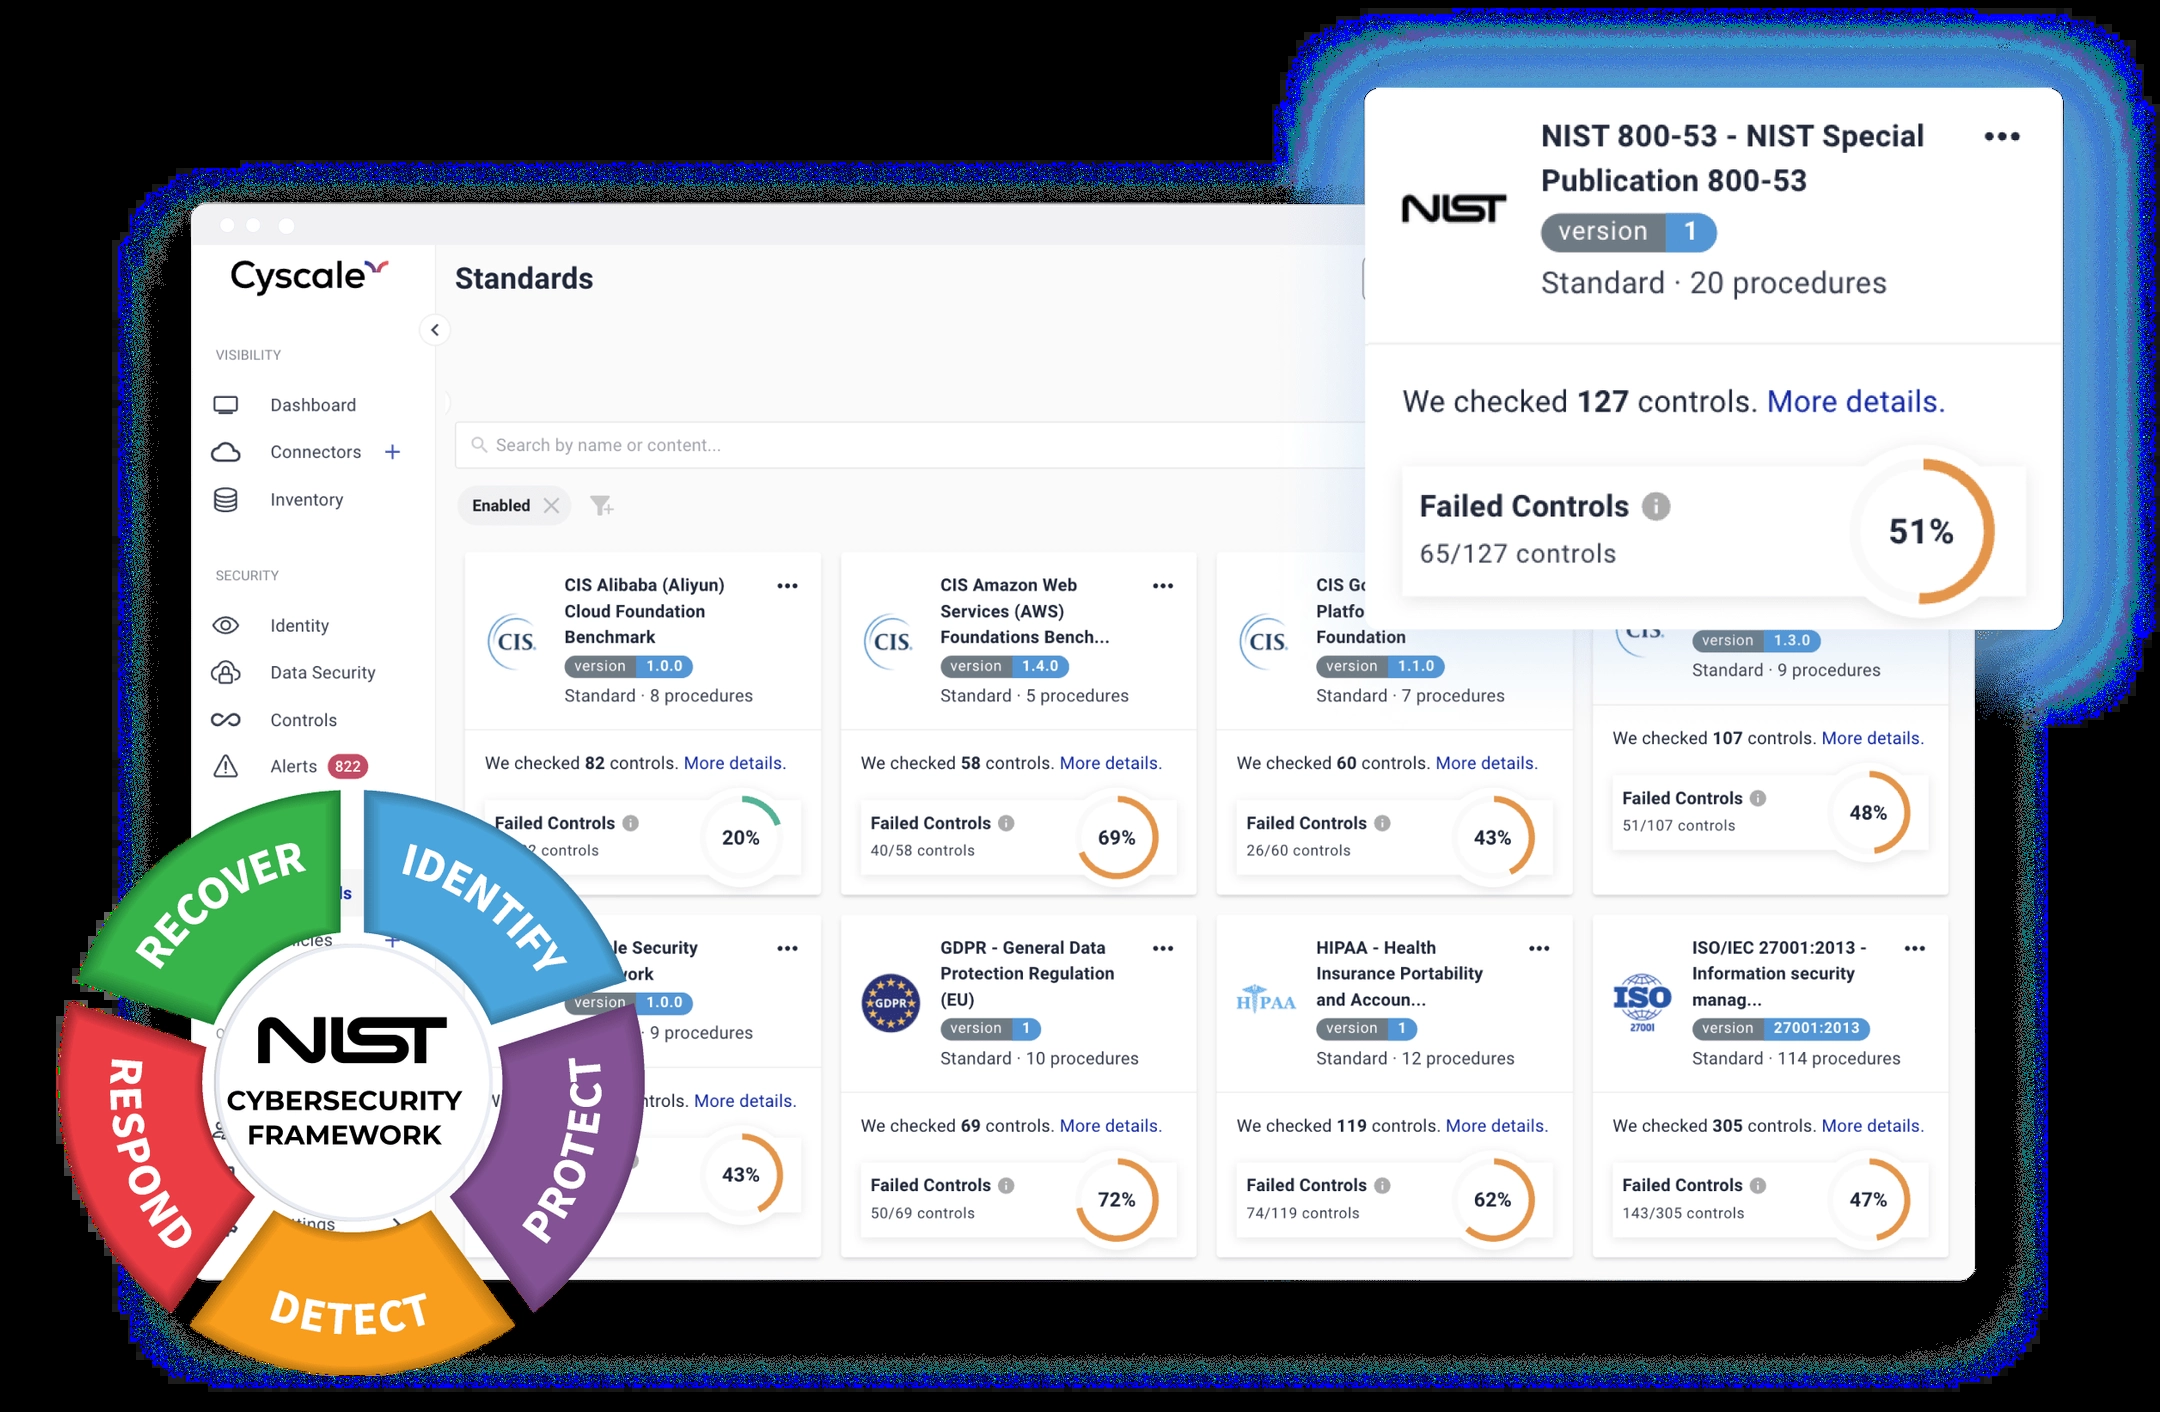 NIST 800-53 - NIST Special
Publication 800-53
NIST
version 1
Standard · 20 procedures
We checked 127 controls. More details.
Failed Controls
65/127 controls
51%
Cyscale
Standards
VISIBILITY
Dashboard
Connectors
Inventory
SECURITY
Identity
Data Security
Controls
Alerts 822
Search by name or content...
Enabled
CIS Alibaba (Aliyun)
Cloud Foundation
Benchmark
CIS.
version 1.0.0
Standard · 8 procedures
We checked 82 controls. More details.
Failed Controls
controls
20%
CIS Amazon Web
Services (AWS)
Foundations Bench...
CIS.
version 1.4.0
Standard · 5 procedures
We checked 58 controls. More details.
Failed Controls
40/58 controls
69%
CIS
Foundation
CIS.
version 1.1.0
Standard · 7 procedures
We checked 60 controls. More details.
Failed Controls
26/60 controls
43%
CIS.
version 1.3.0
Standard · 9 procedures
We checked 107 controls. More details.
Failed Controls
51/107 controls
48%
Security
version 1.0.0
9 procedures
More details.
43%
GDPR - General Data
Protection Regulation
(EU)
GDPR
version 1
Standard · 10 procedures
We checked 69 controls. More details.
Failed Controls
50/69 controls
72%
HIPAA - Health
Insurance Portability
and Accoun...
HIPAA
version 1
Standard · 12 procedures
We checked 119 controls. More details.
Failed Controls
74/119 controls
62%
ISO/IEC 27001:2013 -
Information security
manag...
ISO
27001
version 27001:2013
Standard · 114 procedures
We checked 305 controls. More details.
Failed Controls
143/305 controls
47%
RECOVER
IDENTIFY
PROTECT
DETECT
RESPOND
NIST
CYBERSECURITY
FRAMEWORK